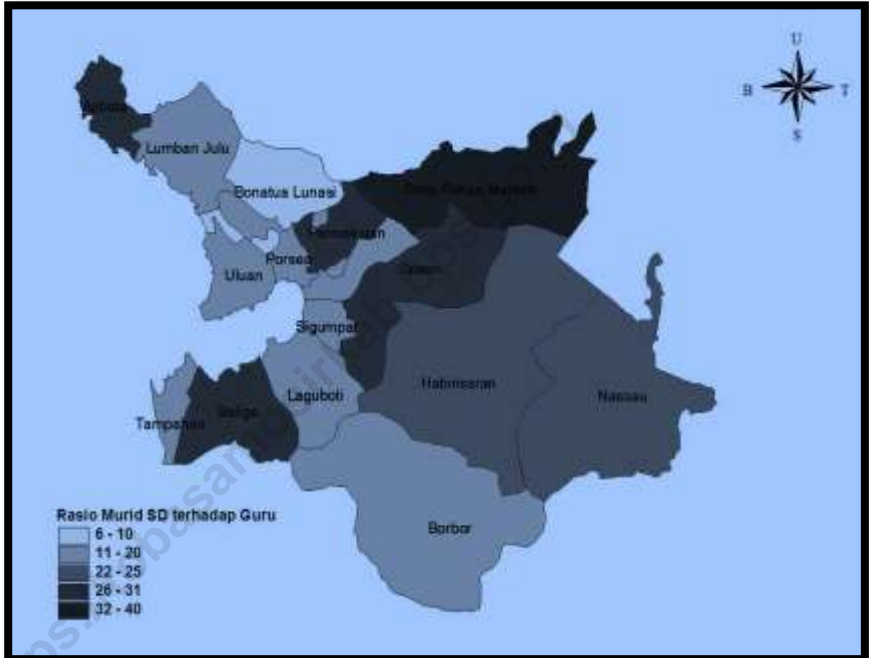 U
B T
S
Lumban Julu
Bonatua Lunasi
Porsea
Uluan
Sigumpar
Habinsaran
Laguboti
Nassau
Tampahan
Balige
Borbor
Rasio Murid SD terhadap Guru
6 - 10
11 - 20
22 - 25
26 - 31
32 - 40